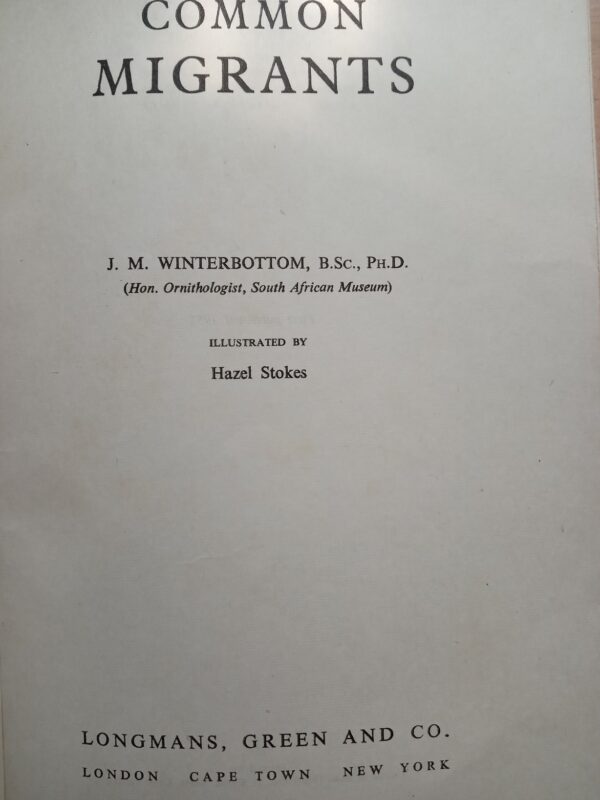 COMMON
MIGRANTS
J. M. WINTERBOTTOM, B.Sc., Ph.D.
(Hon. Ornithologist, South African Museum)
ILLUSTRATED BY
Hazel Stokes
LONGMANS, GREEN AND CO.
LONDON CAPE TOWN NEW YORK